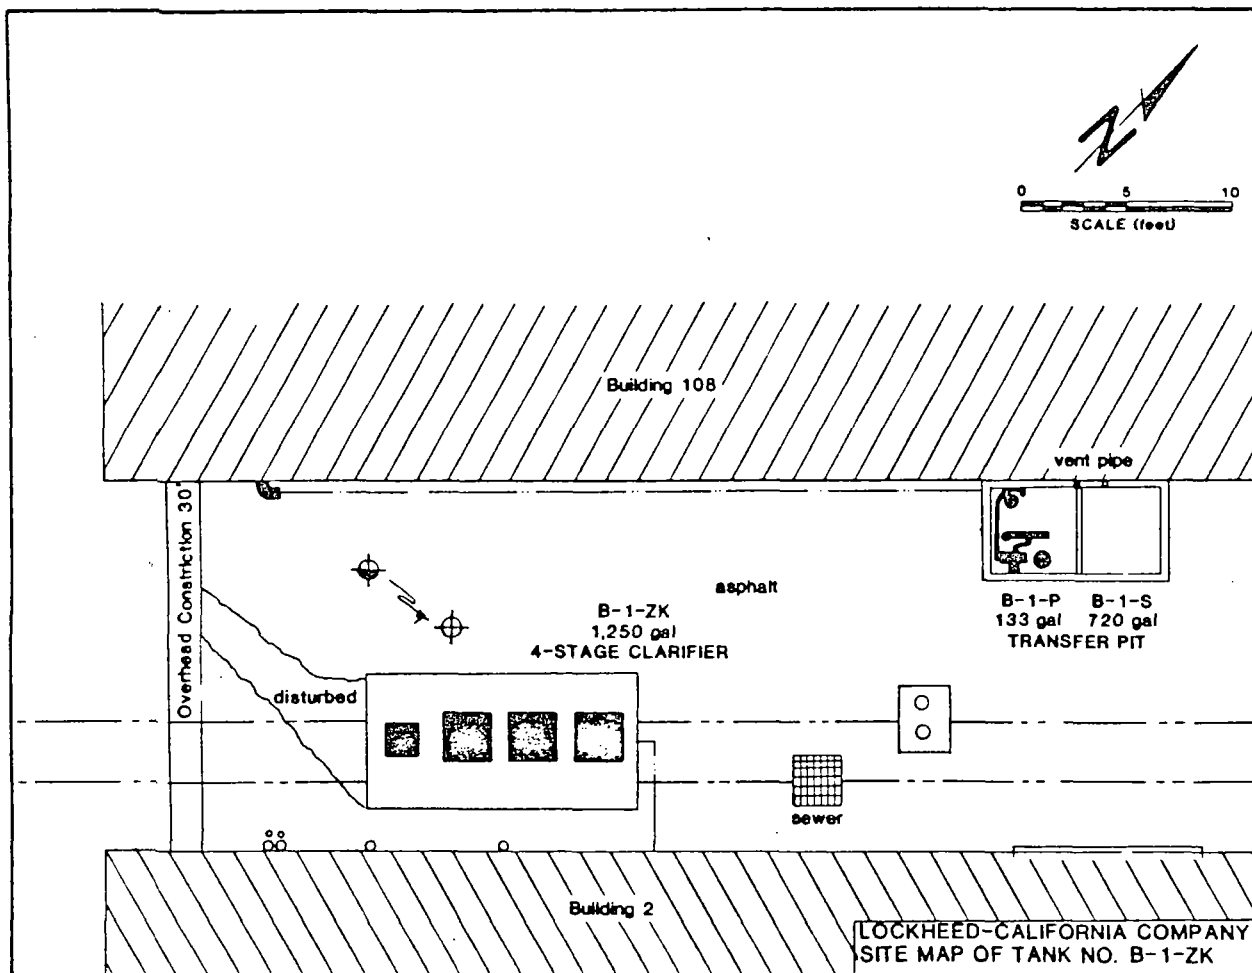 N
0 5 10
SCALE (feet)
Building 108
vent pipe
Overhead Constriction 30'
asphalt
B-1-ZK
1,250 gal
4-STAGE CLARIFIER
B-1-P B-1-S
133 gal 720 gal
TRANSFER PIT
disturbed
sewer
Building 2
LOCKHEED-CALIFORNIA COMPANY
SITE MAP OF TANK NO. B-1-ZK